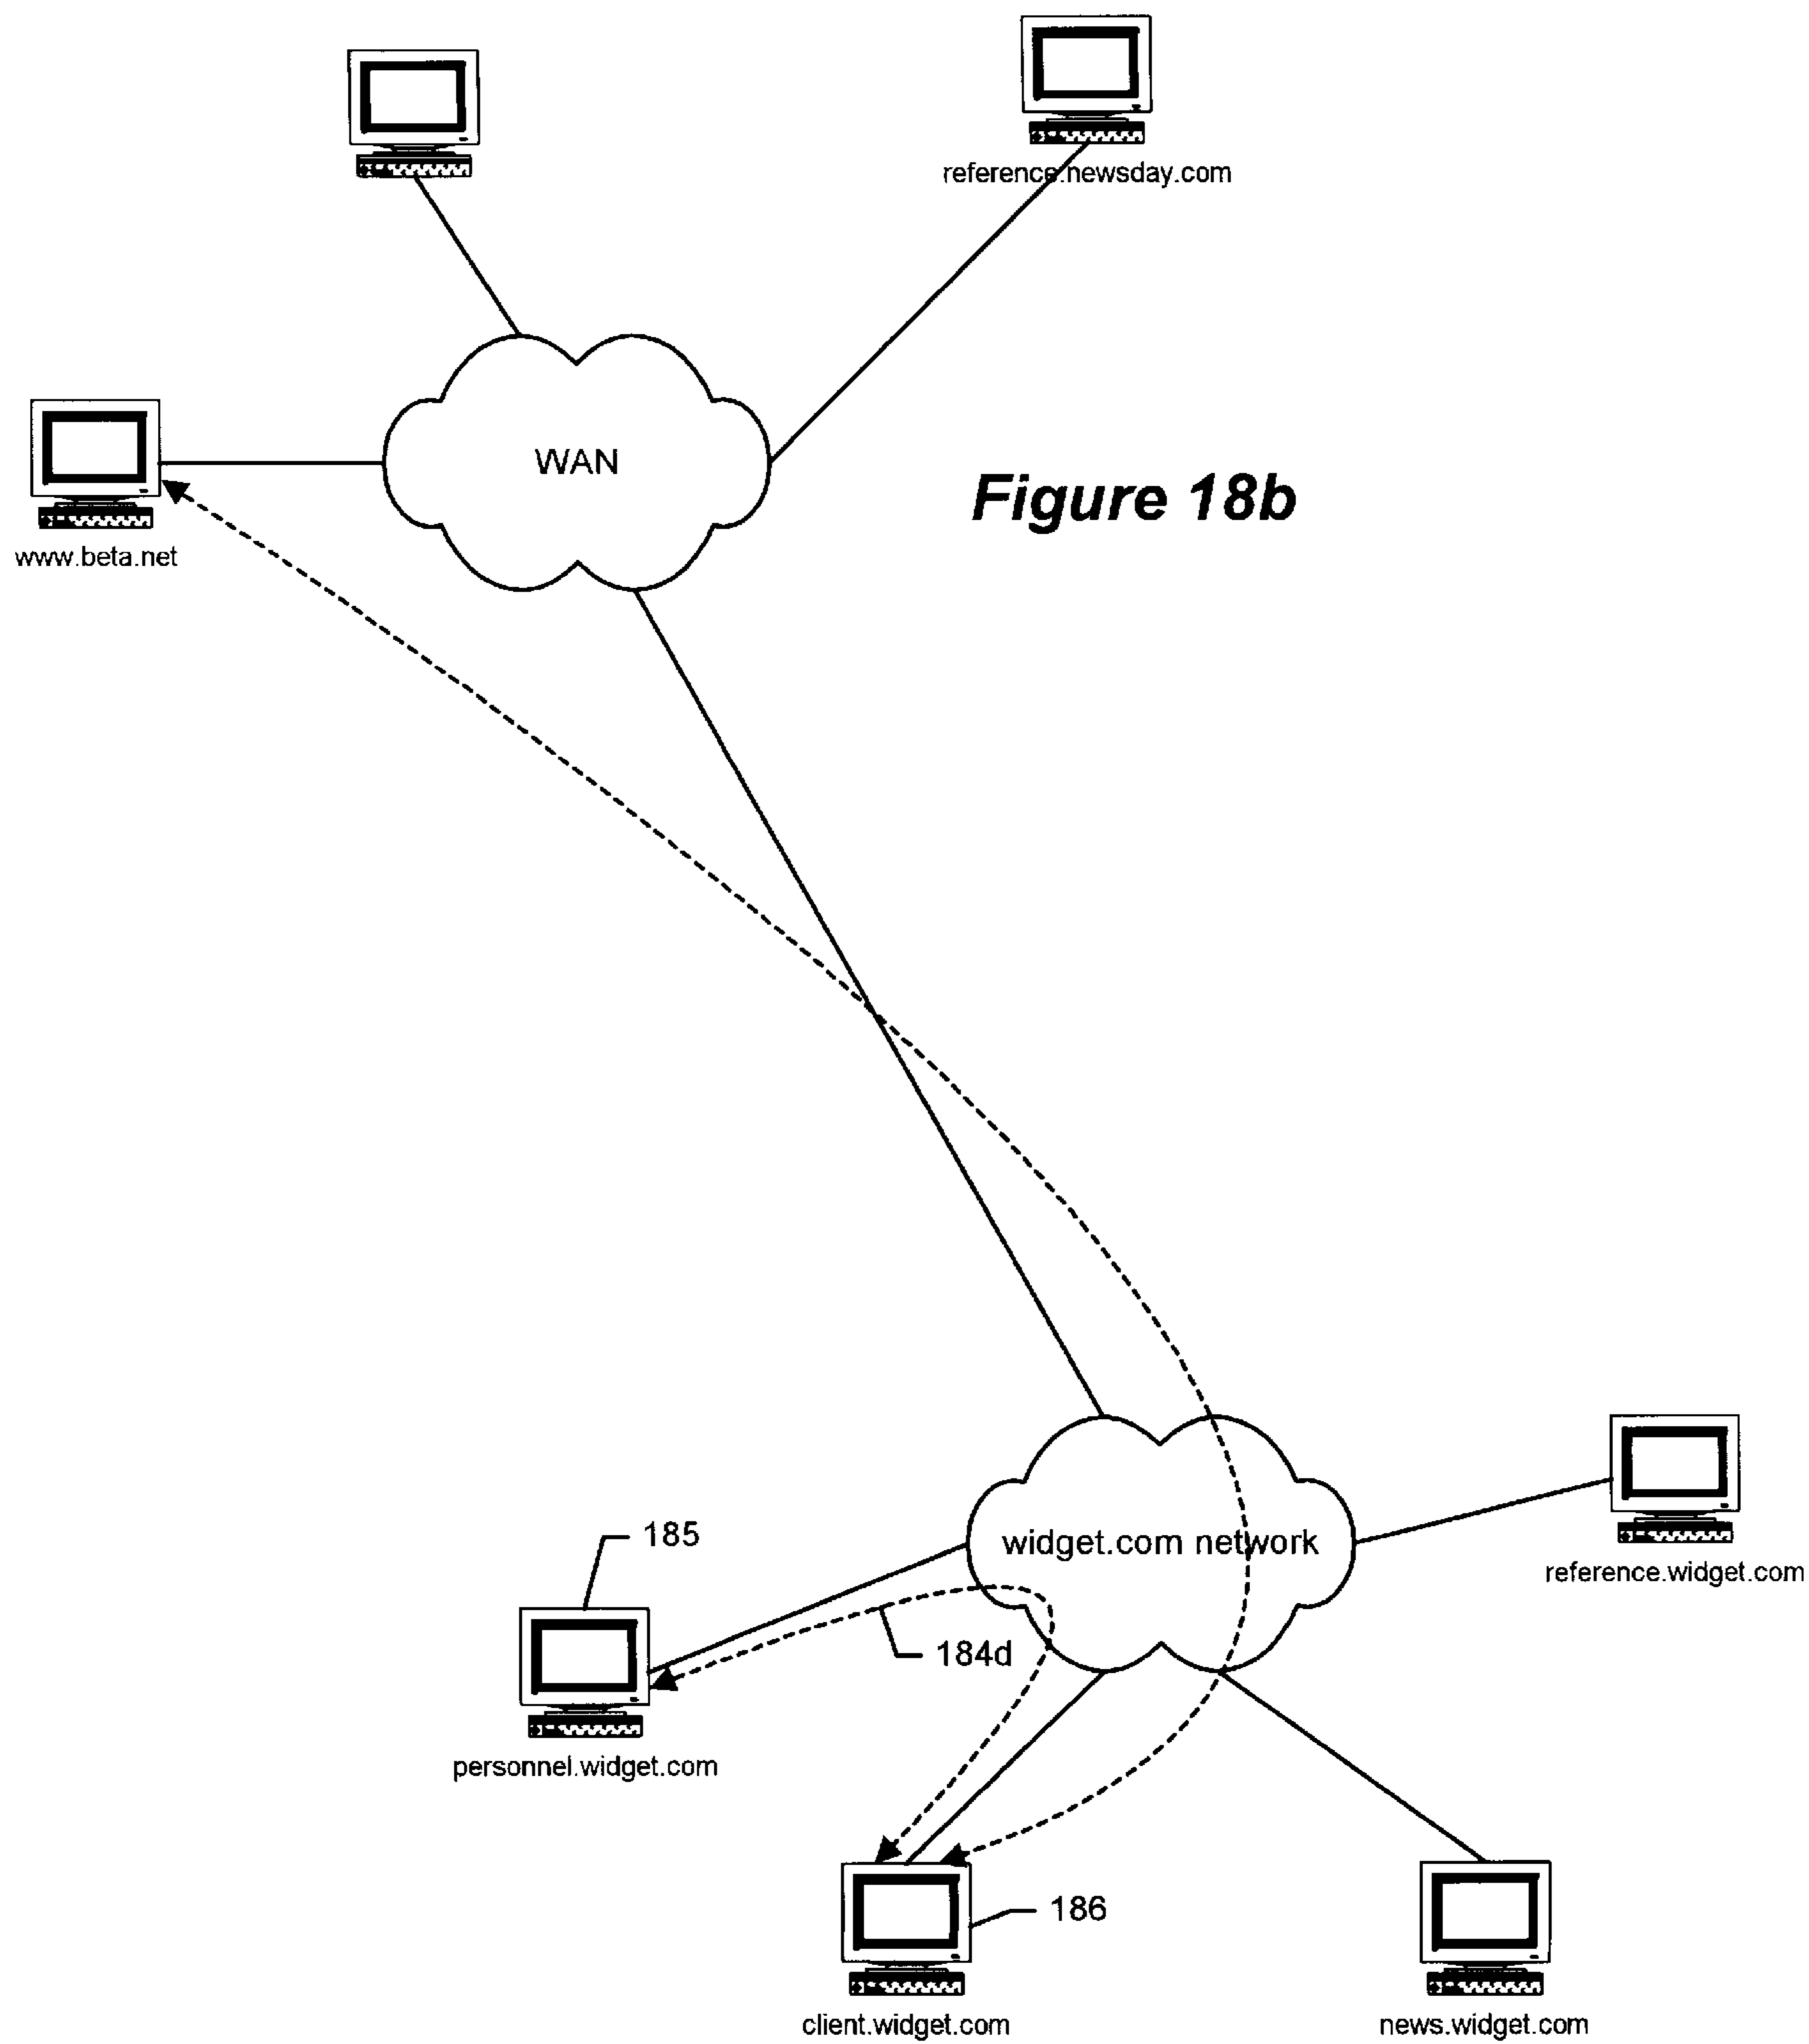 reference.newsday.com
WAN
Figure 18b
www.beta.net
185
widget.com network
reference.widget.com
184d
personnel.widget.com
186
client.widget.com
news.widget.com